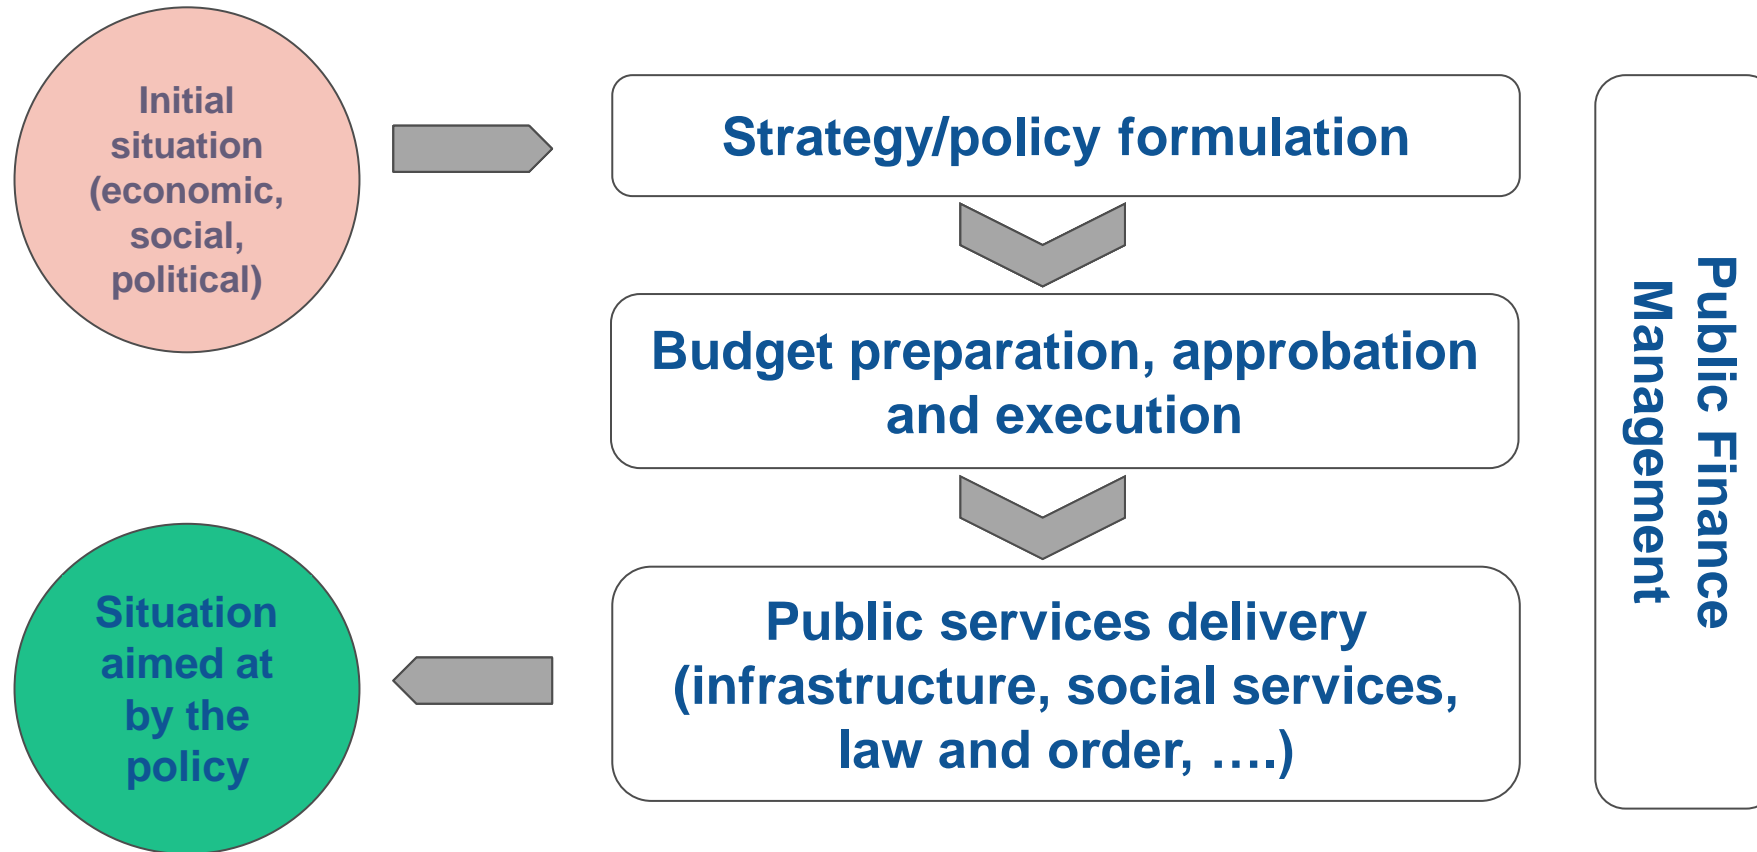 Initial
situation
(economic,
social,
political)
Strategy/policy formulation
Budget preparation, approbation
and execution
Public services delivery
(infrastructure, social services,
law and order, ….)
Situation
aimed at
by the
policy
Public Finance
Management